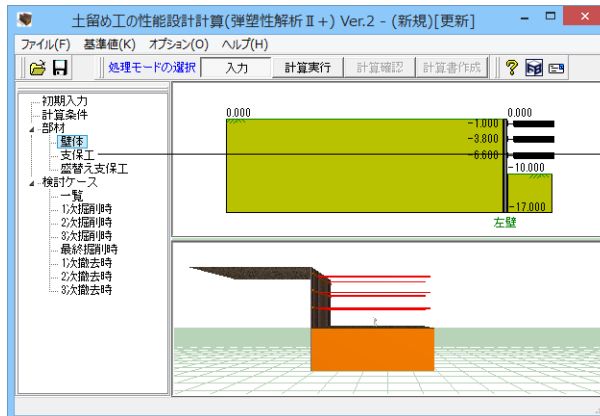 土留め工の性能設計計算(弾塑性解析Ⅱ+) Ver.2 - (新規)[更新]
ファイル(F) 基準値(K) オプション(O) ヘルプ(H)
処理モードの選択 入力 計算実行 計算確認 計算書作成
初期入力
計算条件
部材
壁体
支保工
盛替え支保工
検討ケース
一覧
1次掘削時
2次掘削時
3次掘削時
最終掘削時
1次撤去時
2次撤去時
3次撤去時
0.000 0.000
-1.000
-3.800
-6.600
-10.000
-17.000
左壁